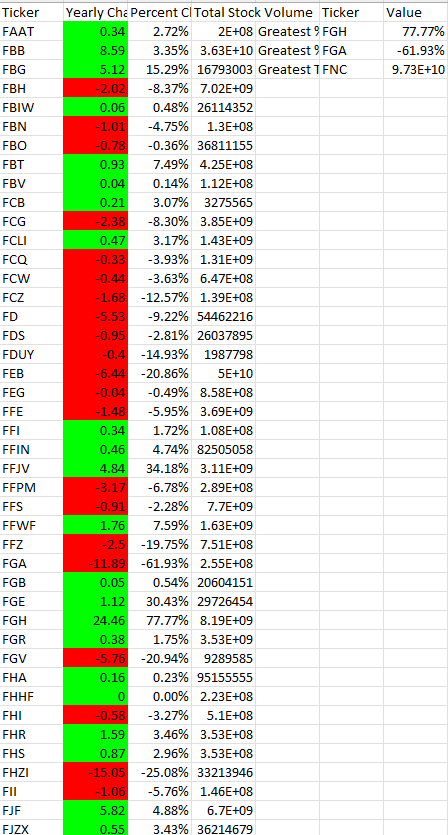 Ticker Yearly Cha Percent Cl Total Stock Volume Ticker Value
FAAT 0.34 2.72% 2E+08 Greatest % FGH 77.77%
FBB 8.59 3.35% 3.63E+10 Greatest % FGA -61.93%
FBG 5.12 15.29% 16793003 Greatest T FNC 9.73E+10
FBH -2.02 -8.37% 7.02E+09
FBIW 0.06 0.48% 26114352
FBN -1.01 -4.75% 1.3E+08
FBO -0.78 -0.36% 36811155
FBT 0.93 7.49% 4.25E+08
FBV 0.04 0.14% 1.12E+08
FCB 0.21 3.07% 3275565
FCG -2.38 -8.30% 3.85E+09
FCLI 0.47 3.17% 1.43E+09
FCQ -0.33 -3.93% 1.31E+09
FCW -0.44 -3.63% 6.47E+08
FCZ -1.68 -12.57% 1.39E+08
FD -5.53 -9.22% 54462216
FDS -0.95 -2.81% 26037895
FDUY -0.4 -14.93% 1987798
FEB -6.44 -20.86% 5E+10
FEG -0.04 -0.49% 8.58E+08
FFE -1.48 -5.95% 3.69E+09
FFI 0.34 1.72% 1.08E+08
FFIN 0.46 4.74% 82505058
FFJV 4.84 34.18% 3.11E+09
FFPM -3.17 -6.78% 2.89E+08
FFS -0.91 -2.28% 7.7E+09
FFWF 1.76 7.59% 1.63E+09
FFZ -2.5 -19.75% 7.51E+08
FGA -11.89 -61.93% 2.55E+08
FGB 0.05 0.54% 20604151
FGE 1.12 30.43% 29726454
FGH 24.46 77.77% 8.19E+09
FGR 0.38 1.75% 3.53E+09
FGV -5.76 -20.94% 9289585
FHA 0.16 0.23% 95155555
FHHF 0 0.00% 2.23E+08
FHI -0.58 -3.27% 5.1E+08
FHR 1.59 3.46% 3.53E+08
FHS 0.87 2.96% 3.53E+08
FHZI -15.05 -25.08% 33213946
FII -1.06 -5.76% 1.46E+08
FJF 5.82 4.88% 6.7E+09
FJZX 0.55 3.43% 36214679